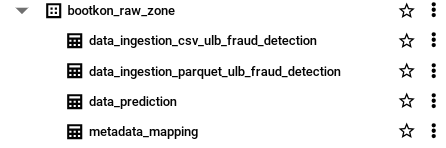 bootkon_raw_zone
data_ingestion_csv_ulb_fraud_detection
data_ingestion_parquet_ulb_fraud_detection
data_prediction
metadata_mapping